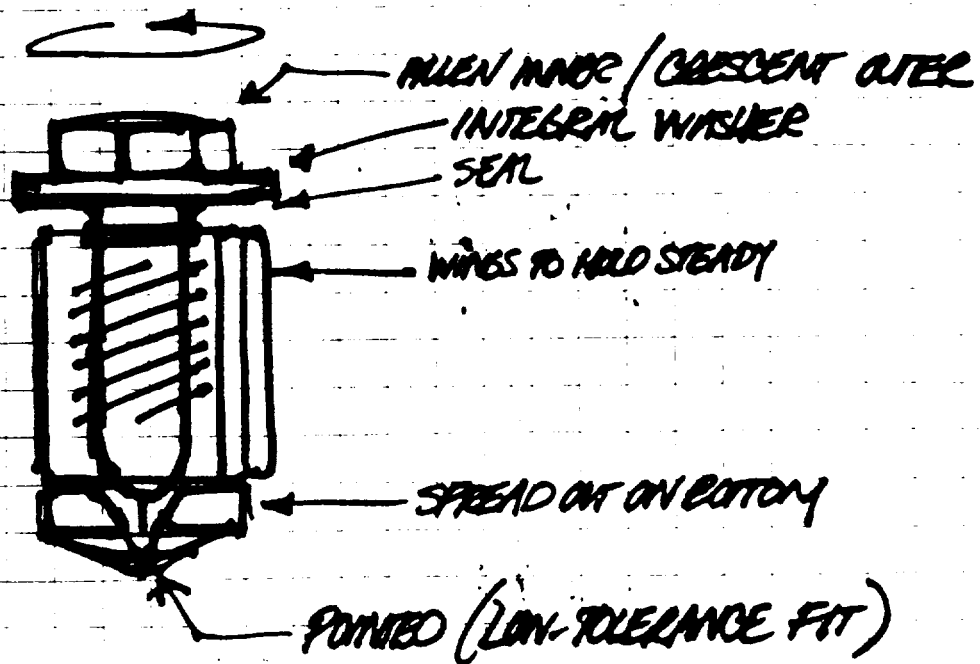 ALLEN INNER / CRESCENT OUTER
INTEGRAL WASHER
SEAL
WINGS TO HOLD STEADY
SPREAD OUT ON BOTTOM
POINTED (LOW-TOLERANCE FIT)